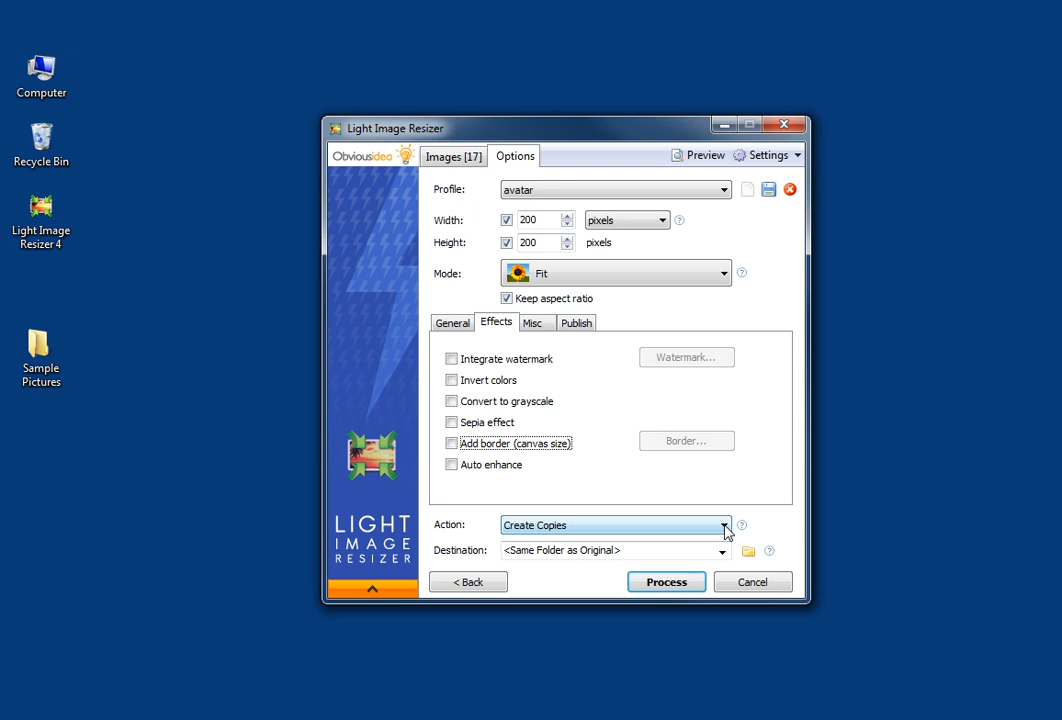 Computer
Recycle Bin
Light Image
Resizer 4
Sample
Pictures
Light Image Resizer
Obviousidea
Images [17]
Options
Preview
Settings
Profile:
avatar
Width:
200
pixels
?
Height:
200
pixels
Mode:
Fit
?
Keep aspect ratio
General
Effects
Misc
Publish
Integrate watermark
Watermark...
Invert colors
Convert to grayscale
Sepia effect
Add border (canvas size)
Border...
Auto enhance
LIGHT
IMAGE
RESIZER
Action:
Create Copies
?
Destination:
<Same Folder as Original>
?
< Back
Process
Cancel